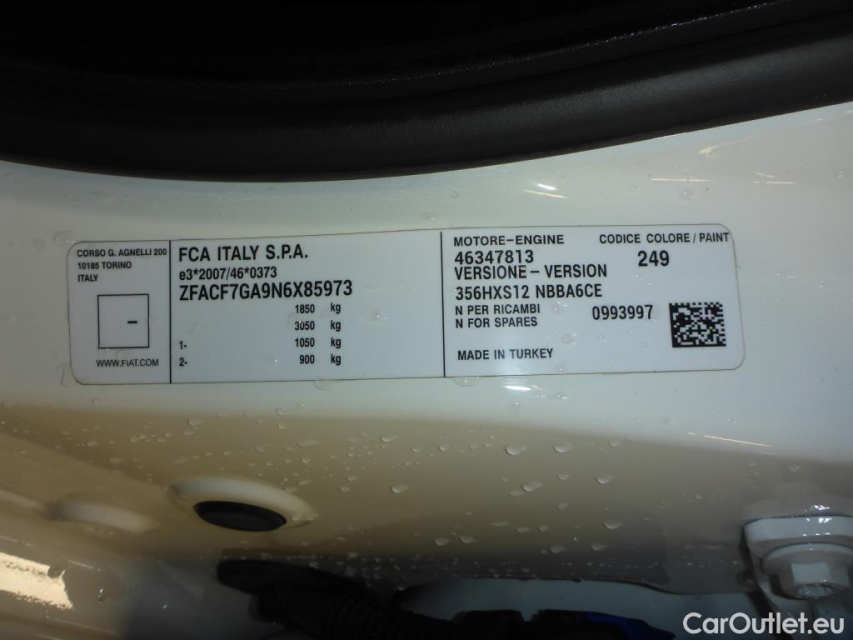 CORSO G. AGNELLI 200
10185 TORINO
ITALY
-
WWW.FIAT.COM
FCA ITALY S.P.A.
e3*2007/46*0373
ZFACF7GA9N6X85973
1850 kg
3050 kg
1- 1050 kg
2- 900 kg
MOTORE-ENGINE
46347813
CODICE COLORE / PAINT
249
VERSIONE - VERSION
356HXS12 NBBA6CE
N PER RICAMBI
N FOR SPARES
0993997
MADE IN TURKEY
CarOutlet.eu